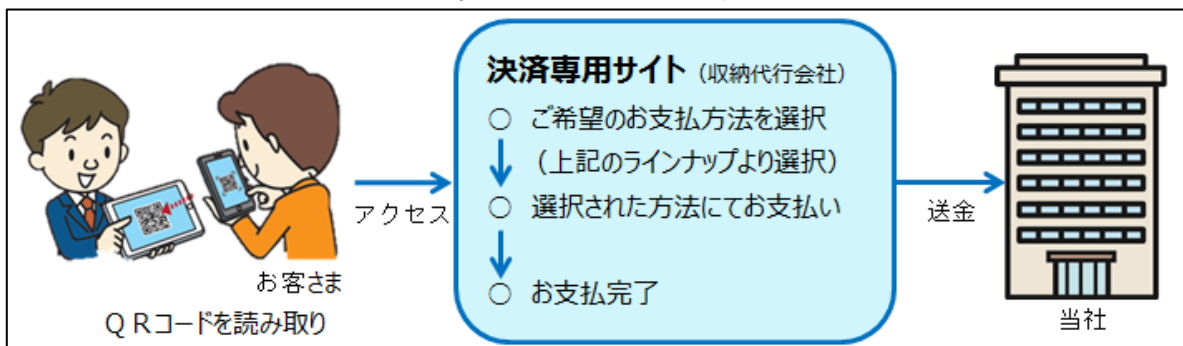 決済専用サイト（収納代行会社）
○ ご希望のお支払方法を選択
（上記のラインナップより選択）
○ 選択された方法にてお支払い
○ お支払完了
アクセス
送金
お客さま
ＱＲコードを読み取り
当社